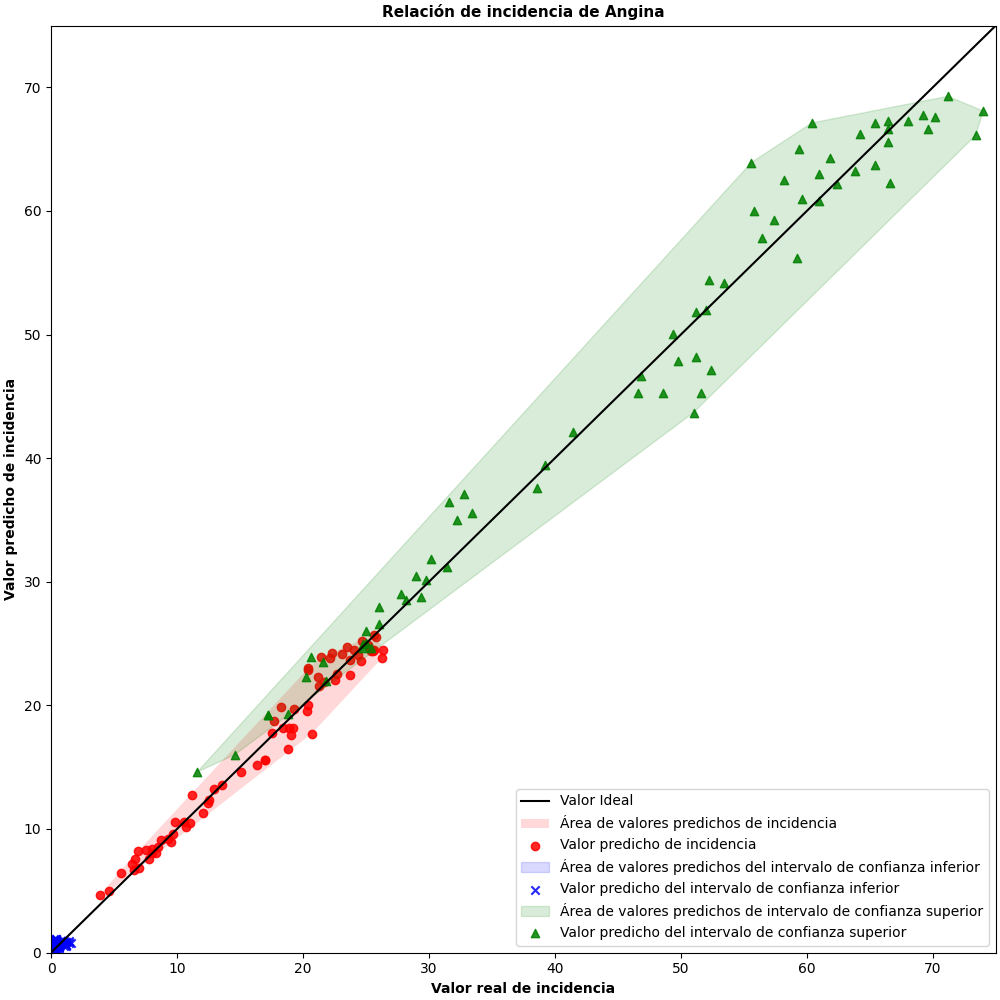 Relación de incidencia de Angina
Valor predicho de incidencia
70
60
50
40
30
20
10
0
0 10 20 30 40 50 60 70
Valor real de incidencia
Valor Ideal
Área de valores predichos de incidencia
Valor predicho de incidencia
Área de valores predichos del intervalo de confianza inferior
Valor predicho del intervalo de confianza inferior
Área de valores predichos de intervalo de confianza superior
Valor predicho del intervalo de confianza superior